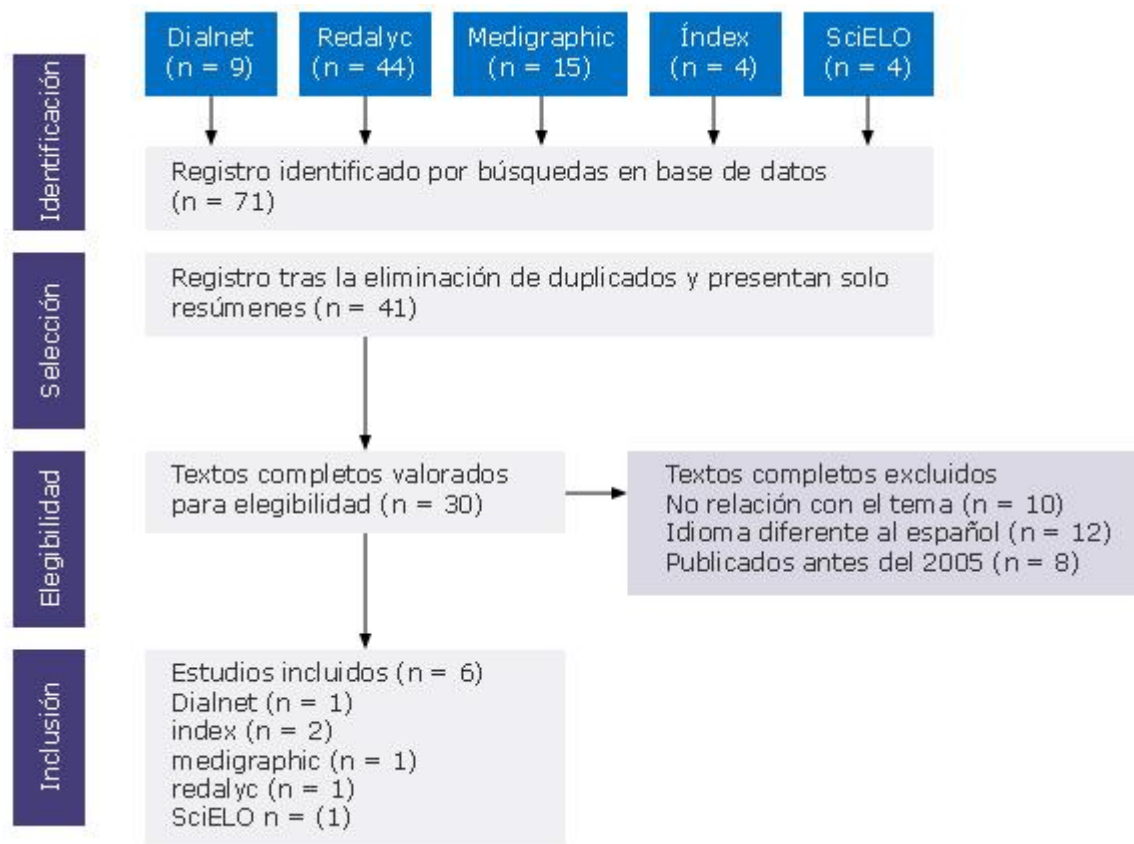 Dialnet
(n = 9)
Redalyc
(n = 44)
Medigraphic
(n = 15)
Índex
(n = 4)
SciELO
(n = 4)
Identificación
Registro identificado por búsquedas en base de datos
(n = 71)
Selección
Registro tras la eliminación de duplicados y presentan solo
resúmenes (n = 41)
Elegibilidad
Textos completos valorados
para elegibilidad (n = 30)
Textos completos excluidos
No relación con el tema (n = 10)
Idioma diferente al español (n = 12)
Publicados antes del 2005 (n = 8)
Inclusión
Estudios incluidos (n = 6)
Dialnet (n = 1)
index (n = 2)
medigraphic (n = 1)
redalyc (n = 1)
SciELO n = (1)